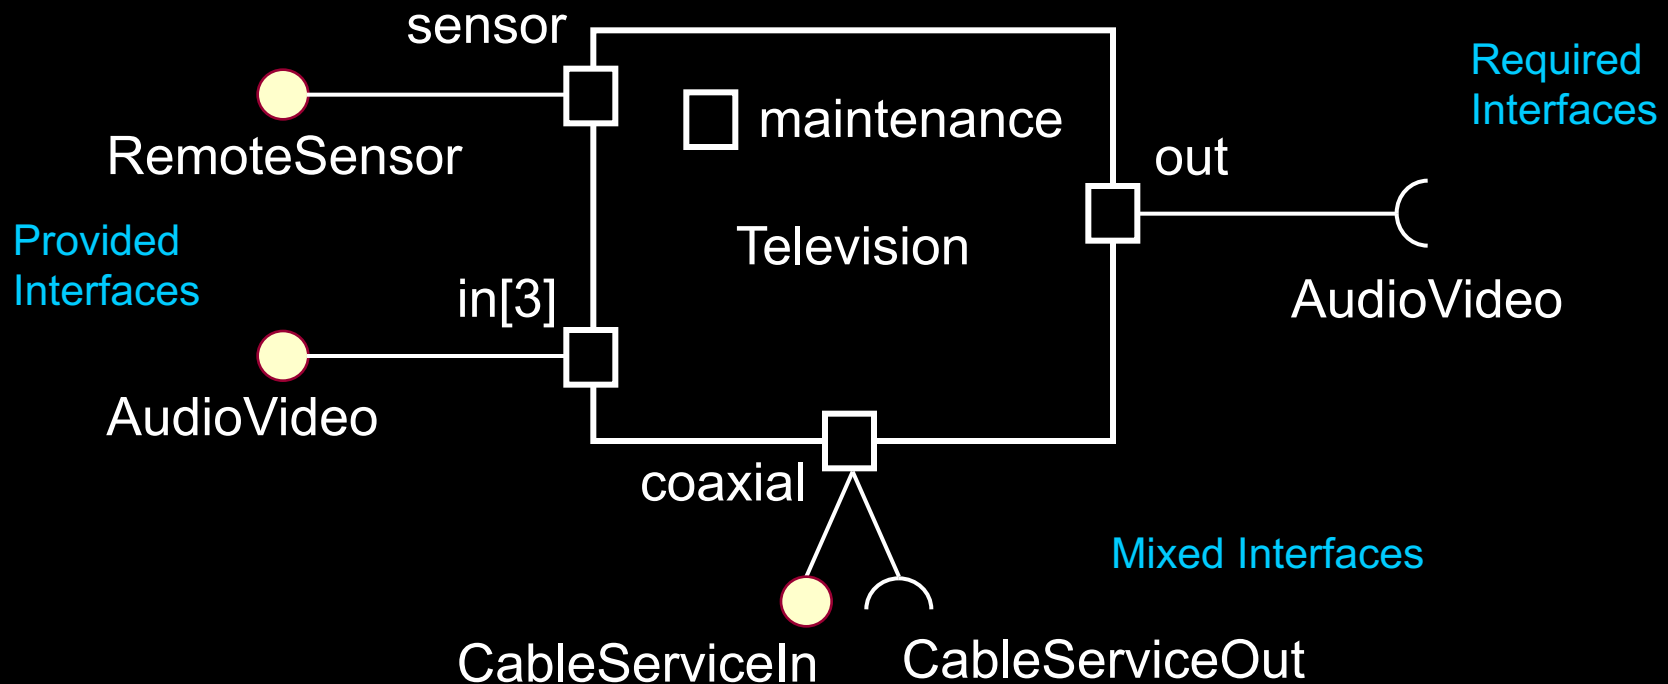 sensor
RemoteSensor
Provided
Interfaces
in[3]
AudioVideo
maintenance
Television
out
Required
Interfaces
AudioVideo
coaxial
Mixed Interfaces
CableServiceIn
CableServiceOut